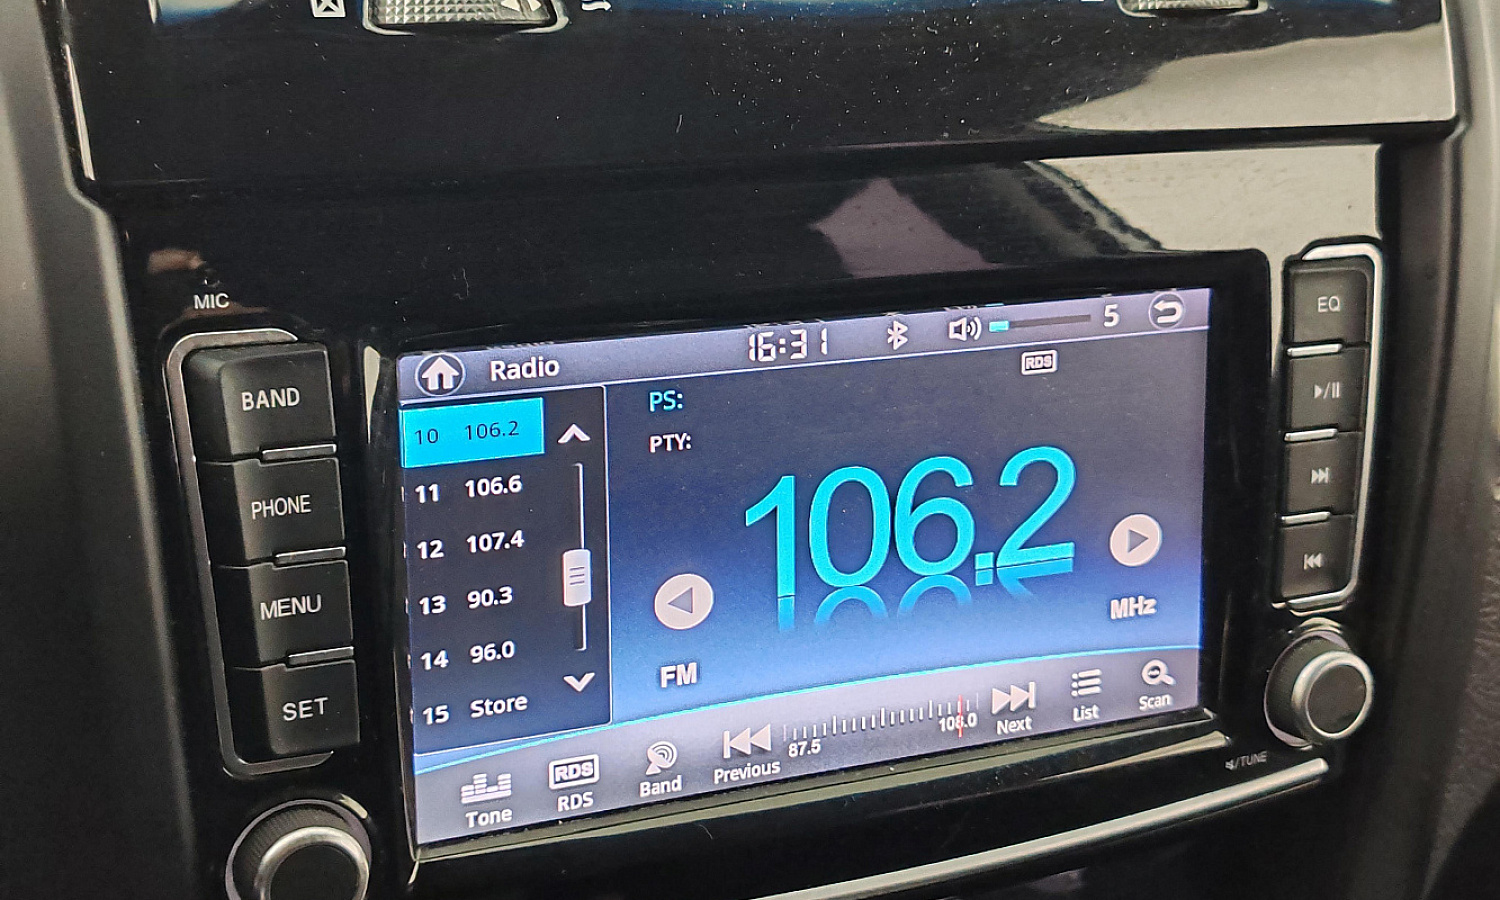 MIC
BAND
PHONE
MENU
SET
Radio
16:31
5
10 106.2
11 106.6
12 107.4
13 90.3
14 96.0
15 Store
PS:
PTY:
RDS
106.2
FM
MHz
Tone
RDS
RDS
Band
Previous
87.5
108.0
Next
List
Scan
EQ
/TUNE